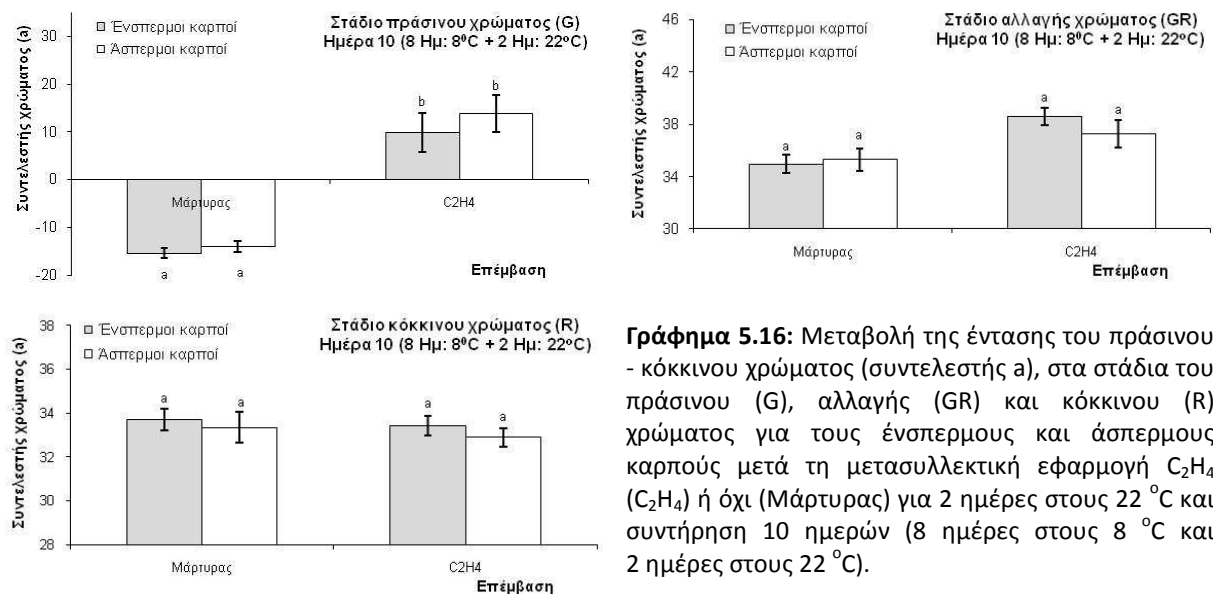 Στάδιο πράσινου χρώματος (G)
Ημέρα 10 (8 Ημ: 8⁰C + 2 Ημ: 22ºC)
Ένσπερμοι καρποί
Άσπερμοι καρποί
Συντελεστής χρώματος (a)
30
20
10
0
-10
-20
b
b
a
a
Μάρτυρας
C2H4
Επέμβαση
Στάδιο αλλαγής χρώματος (GR)
Ημέρα 10 (8 Ημ: 8⁰C + 2 Ημ: 22ºC)
Ένσπερμοι καρποί
Άσπερμοι καρποί
Συντελεστής χρώματος (a)
46
42
38
34
30
a
a
a
a
Μάρτυρας
C2H4
Επέμβαση
Στάδιο κόκκινου χρώματος (R)
Ημέρα 10 (8 Ημ: 8⁰C + 2 Ημ: 22ºC)
Ένσπερμοι καρποί
Άσπερμοι καρποί
Συντελεστής χρώματος (a)
38
36
34
32
30
28
a
a
a
a
Μάρτυρας
C2H4
Επέμβαση
Γράφημα 5.16: Μεταβολή της έντασης του πράσινου
- κόκκινου χρώματος (συντελεστής a), στα στάδια του
πράσινου (G), αλλαγής (GR) και κόκκινου (R)
χρώματος για τους ένσπερμους και άσπερμους
καρπούς μετά τη μετασυλλεκτική εφαρμογή C₂H₄
(C₂H₄) ή όχι (Μάρτυρας) για 2 ημέρες στους 22 °C και
συντήρηση 10 ημερών (8 ημέρες στους 8 °C και
2 ημέρες στους 22 °C).